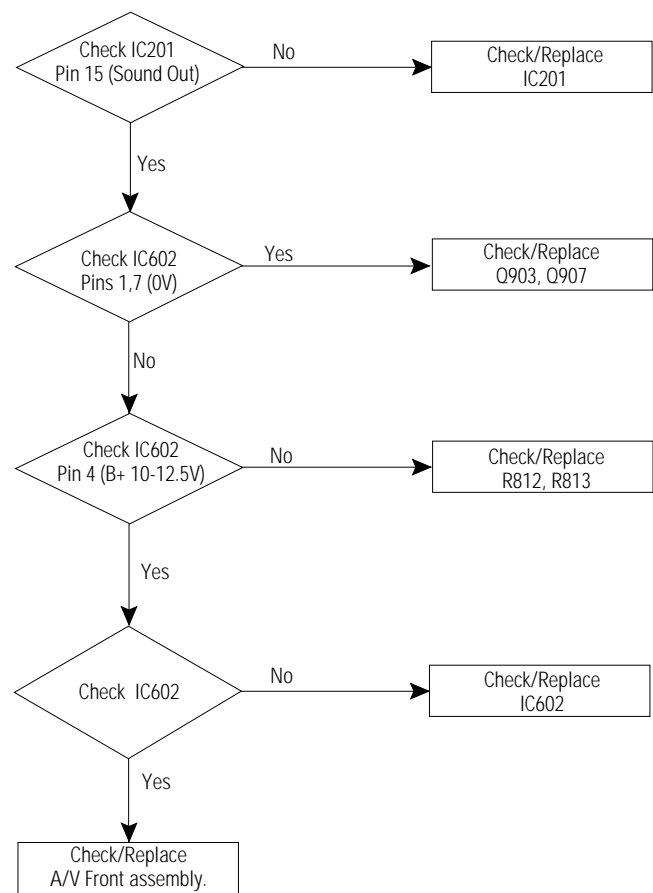 Check IC201
Pin 15 (Sound Out)
No
Check/Replace
IC201
Yes
Check IC602
Pins 1,7 (0V)
Yes
Check/Replace
Q903, Q907
No
Check IC602
Pin 4 (B+ 10-12.5V)
No
Check/Replace
R812, R813
Yes
Check IC602
No
Check/Replace
IC602
Yes
Check/Replace
A/V Front assembly.